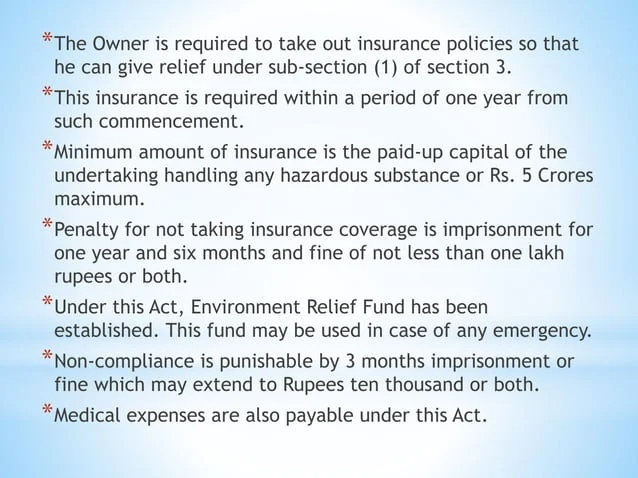 *The Owner is required to take out insurance policies so that
he can give relief under sub-section (1) of section 3.
*This insurance is required within a period of one year from
such commencement.
*Minimum amount of insurance is the paid-up capital of the
undertaking handling any hazardous substance or Rs. 5 Crores
maximum.
*Penalty for not taking insurance coverage is imprisonment for
one year and six months and fine of not less than one lakh
rupees or both.
*Under this Act, Environment Relief Fund has been
established. This fund may be used in case of any emergency.
*Non-compliance is punishable by 3 months imprisonment or
fine which may extend to Rupees ten thousand or both.
*Medical expenses are also payable under this Act.